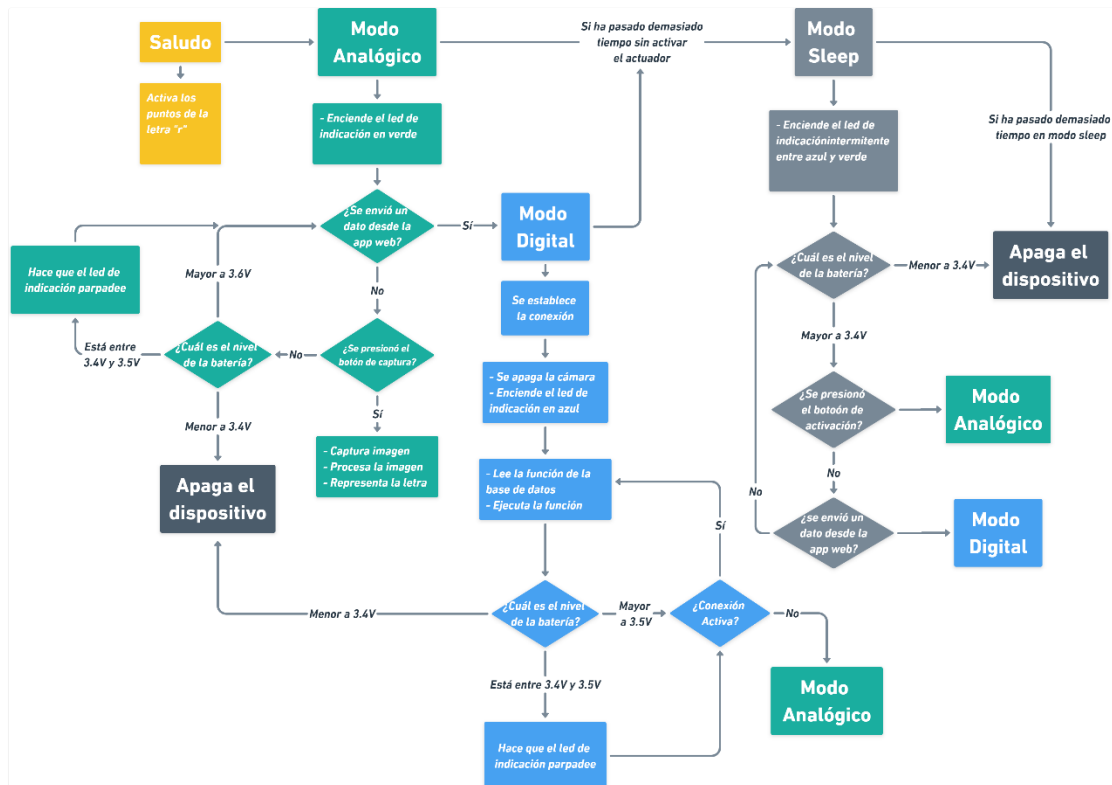 Saludo
Modo
Analógico
Si ha pasado demasiado
tiempo sin activar
el actuador
Modo
Sleep
Activa los
puntos de la
letra "r"
- Enciende el led de
indicación en verde
- Enciende el led de
indicaciónintermitente
entre azul y verde
Si ha pasado demasiado
tiempo en modo sleep
¿Se envió un
dato desde la
app web?
Sí
Modo
Digital
Hace que el led de
indicación parpadee
Mayor a 3.6V
No
Se establece
la conexión
¿Cuál es el nivel
de la batería?
Menor a 3.4V
Apaga el
dispositivo
Está entre
3.4V y 3.5V
¿Cuál es el nivel
de la batería?
No
¿Se presionó el
botón de captura?
Mayor a 3.4V
- Se apaga la cámara
- Enciende el led de
indicación en azul
¿Se presionó
el botoón de
activación?
Modo
Analógico
Menor a 3.4V
Sí
- Captura imagen
- Procesa la imagen
- Representa la letra
Apaga el
dispositivo
- Lee la función de la
base de datos
- Ejecuta la función
Sí
No
No
¿se envió un
dato desde la
app web?
Modo
Digital
Menor a 3.4V
¿Cuál es el nivel
de la batería?
Mayor
a 3.5V
¿Conexión
Activa?
No
Está entre 3.4V y 3.5V
Modo
Analógico
Hace que el led de
indicación parpadee